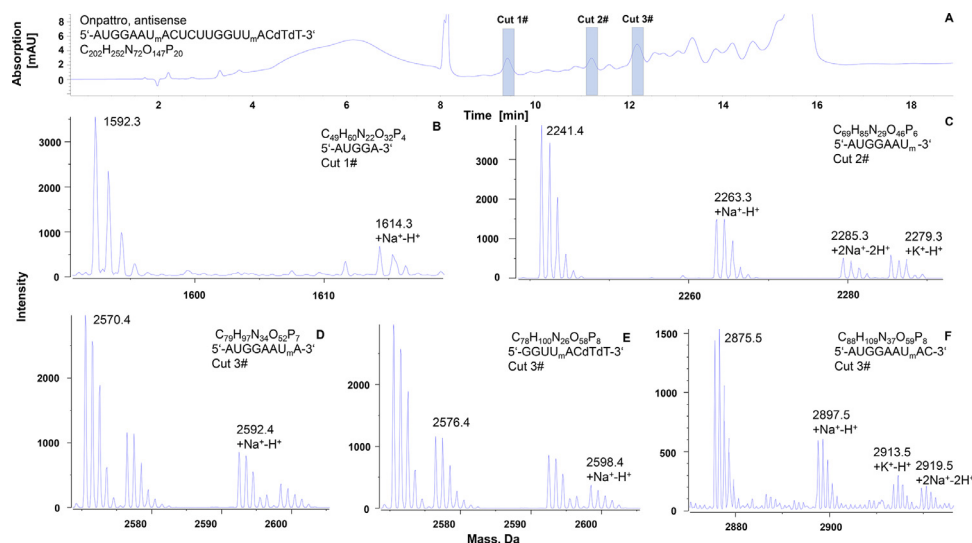 Onpattro, antisense
5'-AUGGAAUmACUCUUGGUUmACdTdT-3'
C202H252N72O147P20
Cut 1#
Cut 2#
Cut 3#
A
Absorption
[mAU]
8
6
4
2
0
2
4
6
8
10
12
14
16
18
Time [min]
1592.3
C49H60N22O32P4
5'-AUGGA-3'
Cut 1#
B
1614.3
+Na+-H+
3000
2000
1000
0
1600
1610
2241.4
C69H85N29O46P6
5'-AUGGAAUm-3'
Cut 2#
C
2263.3
+Na+-H+
2285.3
+2Na+-2H+
2279.3
+K+-H+
3000
2000
1000
0
2260
2280
Intensity
2570.4
C79H97N34O52P7
5'-AUGGAAUmA-3'
Cut 3#
D
2592.4
+Na+-H+
2000
1000
0
2580
2590
2600
C78H100N26O58P8
5'-GGUUmACdTdT-3'
Cut 3#
E
2576.4
2598.4
+Na+-H+
2000
1000
0
2580
2590
2600
2875.5
C88H109N37O59P8
5'-AUGGAAUmAC-3'
Cut 3#
F
2897.5
+Na+-H+
2913.5
+K+-H+
2919.5
+2Na+-2H+
1500
1000
500
0
2880
2900
Mass, Da